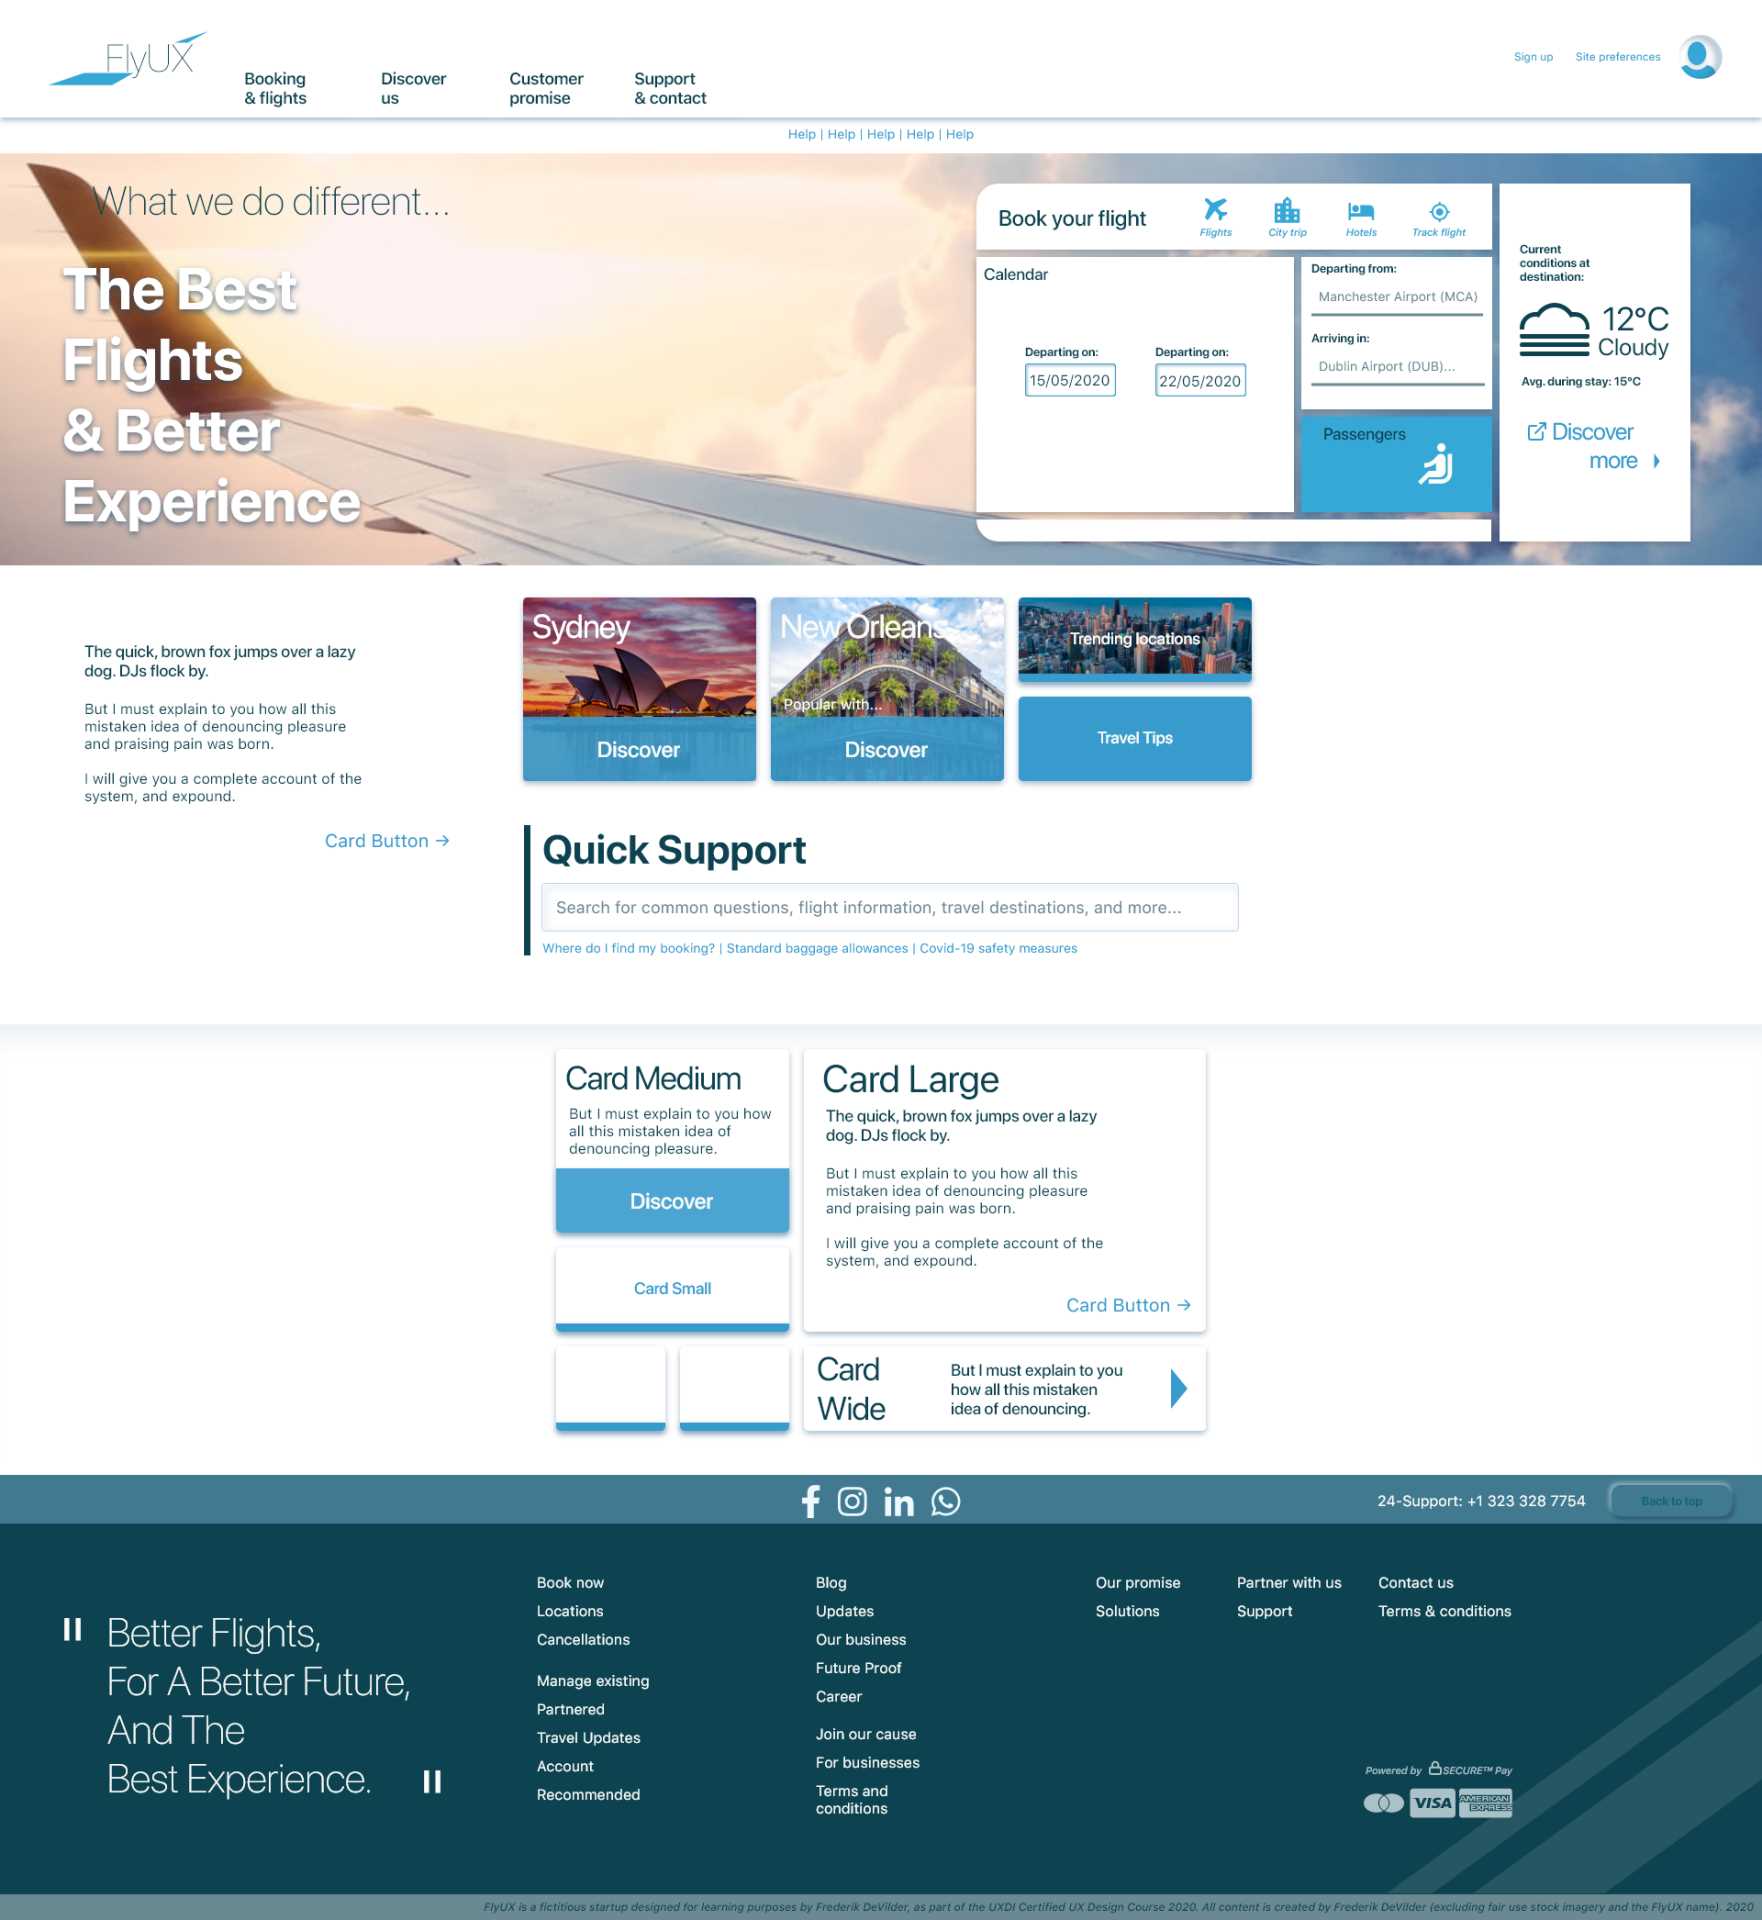 FlyUX
Booking
& flights
Discover
us
Customer
promise
Support
& contact
Sign up
Site preferences
Help | Help | Help | Help | Help
What we do different...
The Best
Flights
& Better
Experience
Book your flight
Flights
City trip
Hotels
Track flight
Calendar
Departing on:
15/05/2020
Departing on:
22/05/2020
Departing from:
Manchester Airport (MCA)
Arriving in:
Dublin Airport (DUB)...
Passengers
Current
conditions at
destination:
12°C
Cloudy
Avg. during stay: 15°C
Discover
more
The quick, brown fox jumps over a lazy
dog. DJs flock by.
But I must explain to you how all this
mistaken idea of denouncing pleasure
and praising pain was born.
I will give you a complete account of the
system, and expound.
Card Button →
Sydney
Discover
New Orleans
Popular with...
Discover
Trending locations
Travel Tips
Quick Support
Search for common questions, flight information, travel destinations, and more...
Where do I find my booking? | Standard baggage allowances | Covid-19 safety measures
Card Medium
But I must explain to you how
all this mistaken idea of
denouncing pleasure.
Discover
Card Small
Card Large
The quick, brown fox jumps over a lazy
dog. DJs flock by.
But I must explain to you how all this
mistaken idea of denouncing pleasure
and praising pain was born.
I will give you a complete account of the
system, and expound.
Card Button →
Card
Wide
But I must explain to you
how all this mistaken
idea of denouncing.
24-Support: +1 323 328 7754
Back to top
" Better Flights,
For A Better Future,
And The
Best Experience. "
Book now
Locations
Cancellations
Manage existing
Partnered
Travel Updates
Account
Recommended
Blog
Updates
Our business
Future Proof
Career
Join our cause
For businesses
Terms and
conditions
Our promise
Solutions
Partner with us
Support
Contact us
Terms & conditions
Powered by SECURE™ Pay
VISA
AMERICAN
EXPRESS
FlyUX is a fictitious startup designed for learning purposes by Frederik DeVilder, as part of the UXDI Certified UX Design Course 2020. All content is created by Frederik DeVilder (excluding fair use stock imagery and the FlyUX name). 2020